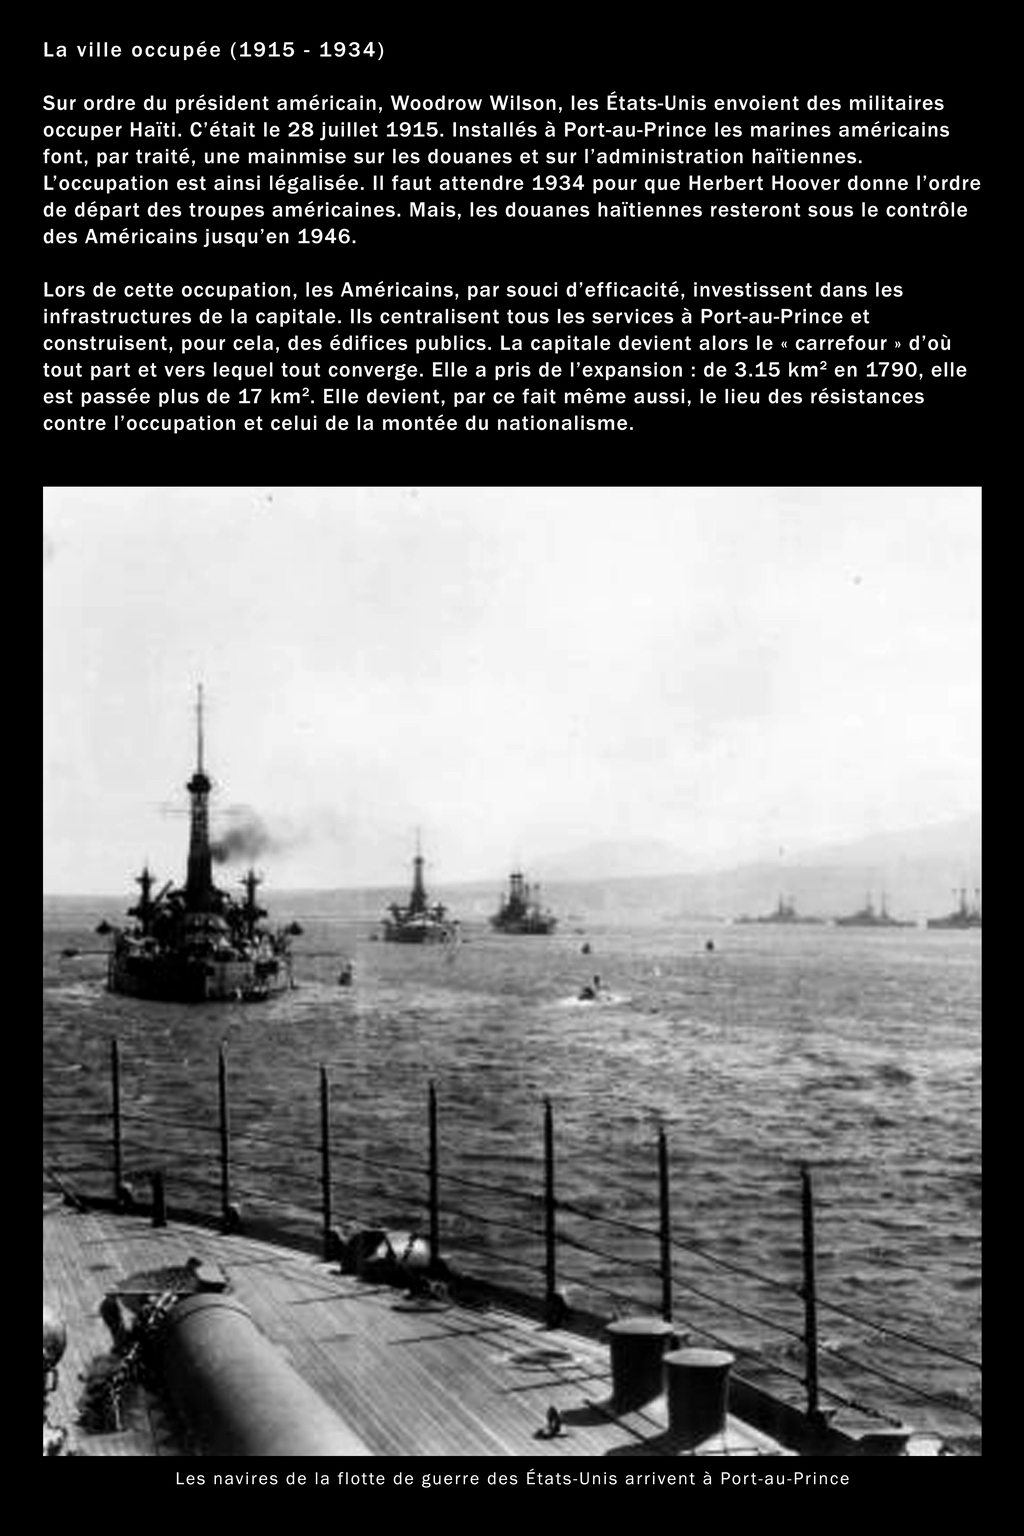 La ville occupée (1915 - 1934)
Sur ordre du président américain, Woodrow Wilson, les États-Unis envoient des militaires
occuper Haïti. C’était le 28 juillet 1915. Installés à Port-au-Prince les marines américains
font, par traité, une mainmise sur les douanes et sur l’administration haïtiennes.
L’occupation est ainsi légalisée. Il faut attendre 1934 pour que Herbert Hoover donne l’ordre
de départ des troupes américaines. Mais, les douanes haïtiennes resteront sous le contrôle
des Américains jusqu’en 1946.
Lors de cette occupation, les Américains, par souci d’efficacité, investissent dans les
infrastructures de la capitale. Ils centralisent tous les services à Port-au-Prince et
construisent, pour cela, des édifices publics. La capitale devient alors le « carrefour » d’où
tout part et vers lequel tout converge. Elle a pris de l’expansion : de 3.15 km² en 1790, elle
est passée plus de 17 km². Elle devient, par ce fait même aussi, le lieu des résistances
contre l’occupation et celui de la montée du nationalisme.
Les navires de la flotte de guerre des États-Unis arrivent à Port-au-Prince